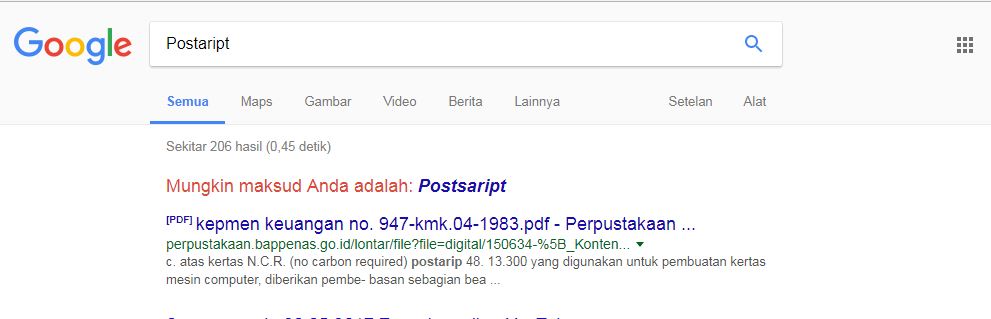 Google
Postaript
Semua Maps Gambar Video Berita Lainnya Setelan Alat
Sekitar 206 hasil (0,45 detik)
Mungkin maksud Anda adalah: Postsaript
[PDF] kepmen keuangan no. 947-kmk.04-1983.pdf - Perpustakaan ...
perpustakaan.bappenas.go.id/lontar/file?file=digital/150634-%5B_Konten...
c. atas kertas N.C.R. (no carbon required) postarip 48. 13.300 yang digunakan untuk pembuatan kertas
mesin computer, diberikan pembe- basan sebagian bea ...